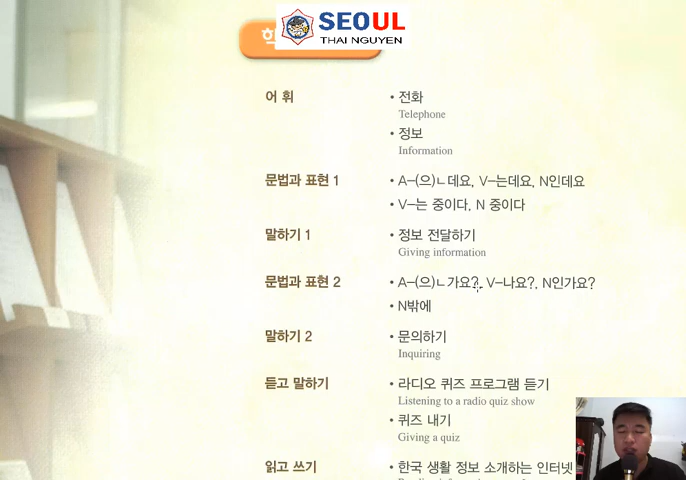 SEOUL
THAI NGUYEN
어 휘
• 전화
Telephone
• 정보
Information
문법과 표현 1
• A-(으)ㄴ데요, V-는데요, N인데요
• V-는 중이다, N 중이다
말하기 1
• 정보 전달하기
Giving information
문법과 표현 2
• A-(으)ㄴ가요?, V-나요?, N인가요?
• N밖에
말하기 2
• 문의하기
Inquiring
듣고 말하기
• 라디오 퀴즈 프로그램 듣기
Listening to a radio quiz show
• 퀴즈 내기
Giving a quiz
읽고 쓰기
• 한국 생활 정보 소개하는 인터넷